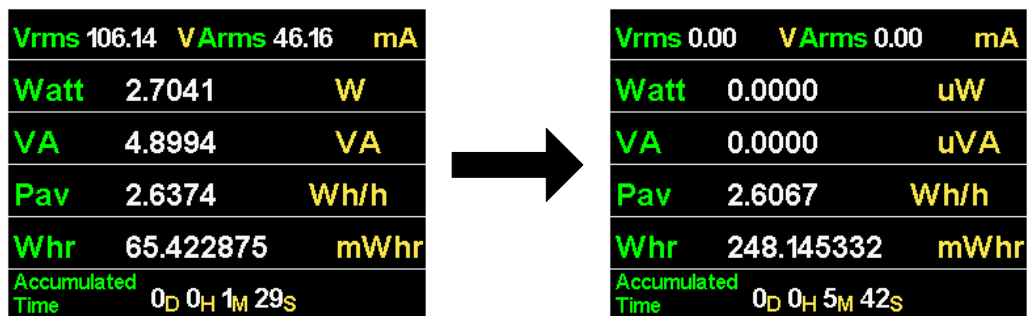 Vrms 106.14 V Arms 46.16 mA
Watt 2.7041 W
VA 4.8994 VA
Pav 2.6374 Wh/h
Whr 65.422875 mWhr
Accumulated
Time 0D 0H 1M 29S
Vrms 0.00 V Arms 0.00 mA
Watt 0.0000 uW
VA 0.0000 uVA
Pav 2.6067 Wh/h
Whr 248.145332 mWhr
Accumulated
Time 0D 0H 5M 42S